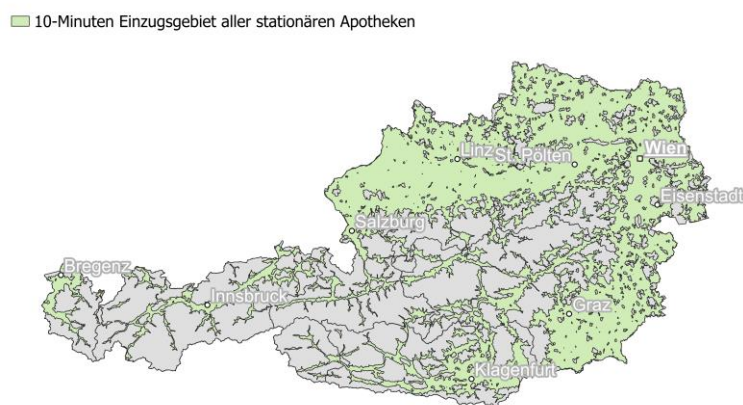 10-Minuten Einzugsgebiet aller stationären Apotheken
Linz
St. Pölten
Wien
Eisenstadt
Salzburg
Bregenz
Innsbruck
Graz
Klagenfurt